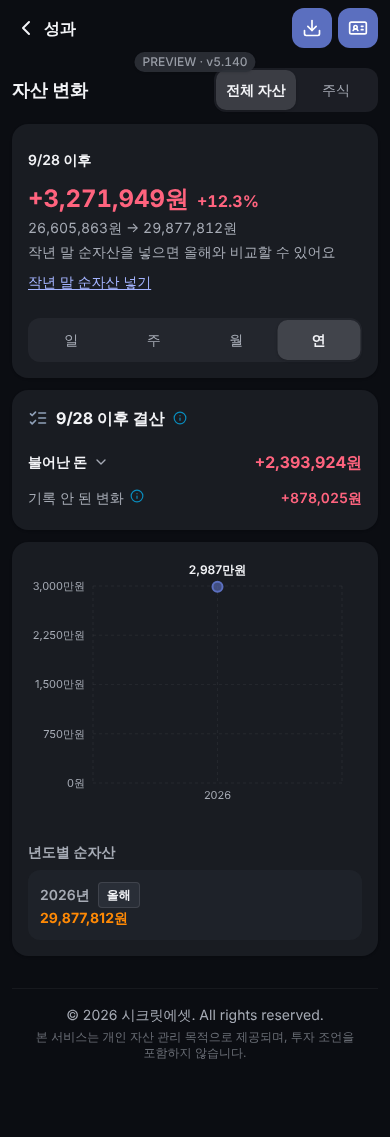 성과
PREVIEW · v5.140
자산 변화
전체 자산
주식
9/28 이후
+3,271,949원 +12.3%
26,605,863원 → 29,877,812원
작년 말 순자산을 넣으면 올해와 비교할 수 있어요
작년 말 순자산 넣기
일 주 월 연
9/28 이후 결산
불어난 돈 +2,393,924원
기록 안 된 변화 +878,025원
2,987만원
3,000만원
2,250만원
1,500만원
750만원
0원
2026
년도별 순자산
2026년 올해
29,877,812원
© 2026 시크릿에셋. All rights reserved.
본 서비스는 개인 자산 관리 목적으로 제공되며, 투자 조언을
포함하지 않습니다.